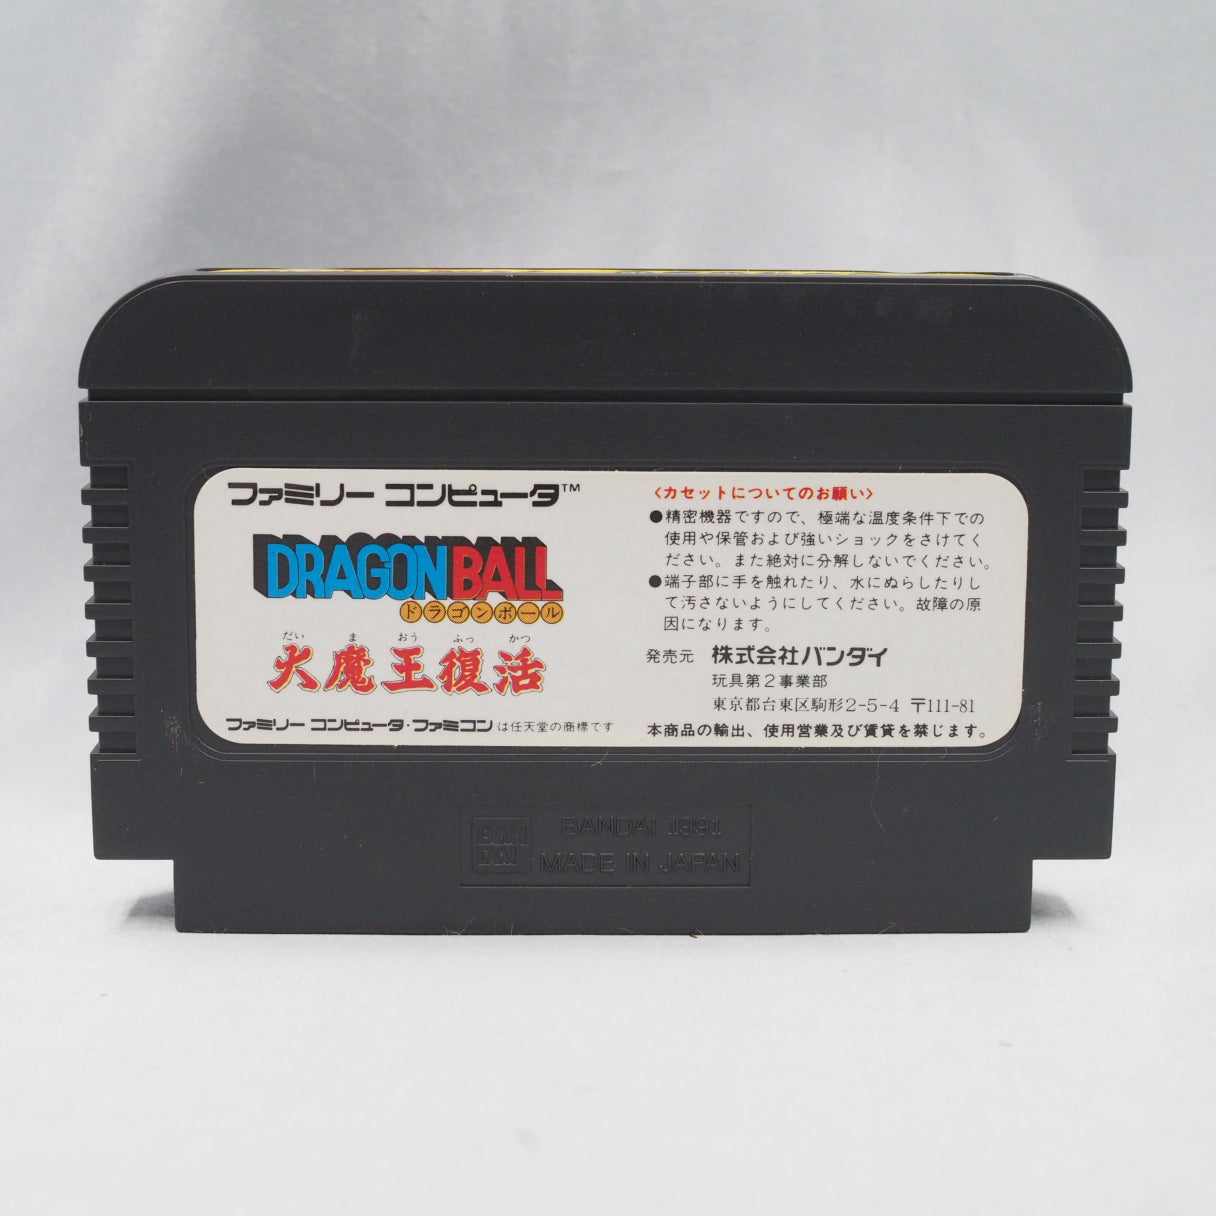 ファミリー コンピュータ™
DRAGON BALL
ドラゴンボール
だい ま おう ふっ かつ
大魔王復活
ファミリー コンピュータ・ファミコンは任天堂の商標です
〈カセットについてのお願い〉
●精密機器ですので、極端な温度条件下での
使用や保管および強いショックをさけてく
ださい。また絶対に分解しないでください。
●端子部に手を触れたり、水にぬらしたりし
て汚さないようにしてください。故障の原
因になります。
発売元 株式会社バンダイ
玩具第2事業部
東京都台東区駒形2-5-4 〒111-81
本商品の輸出、使用営業及び賃貸を禁じます。
BAN
DAI
BANDAI 1991
MADE IN JAPAN